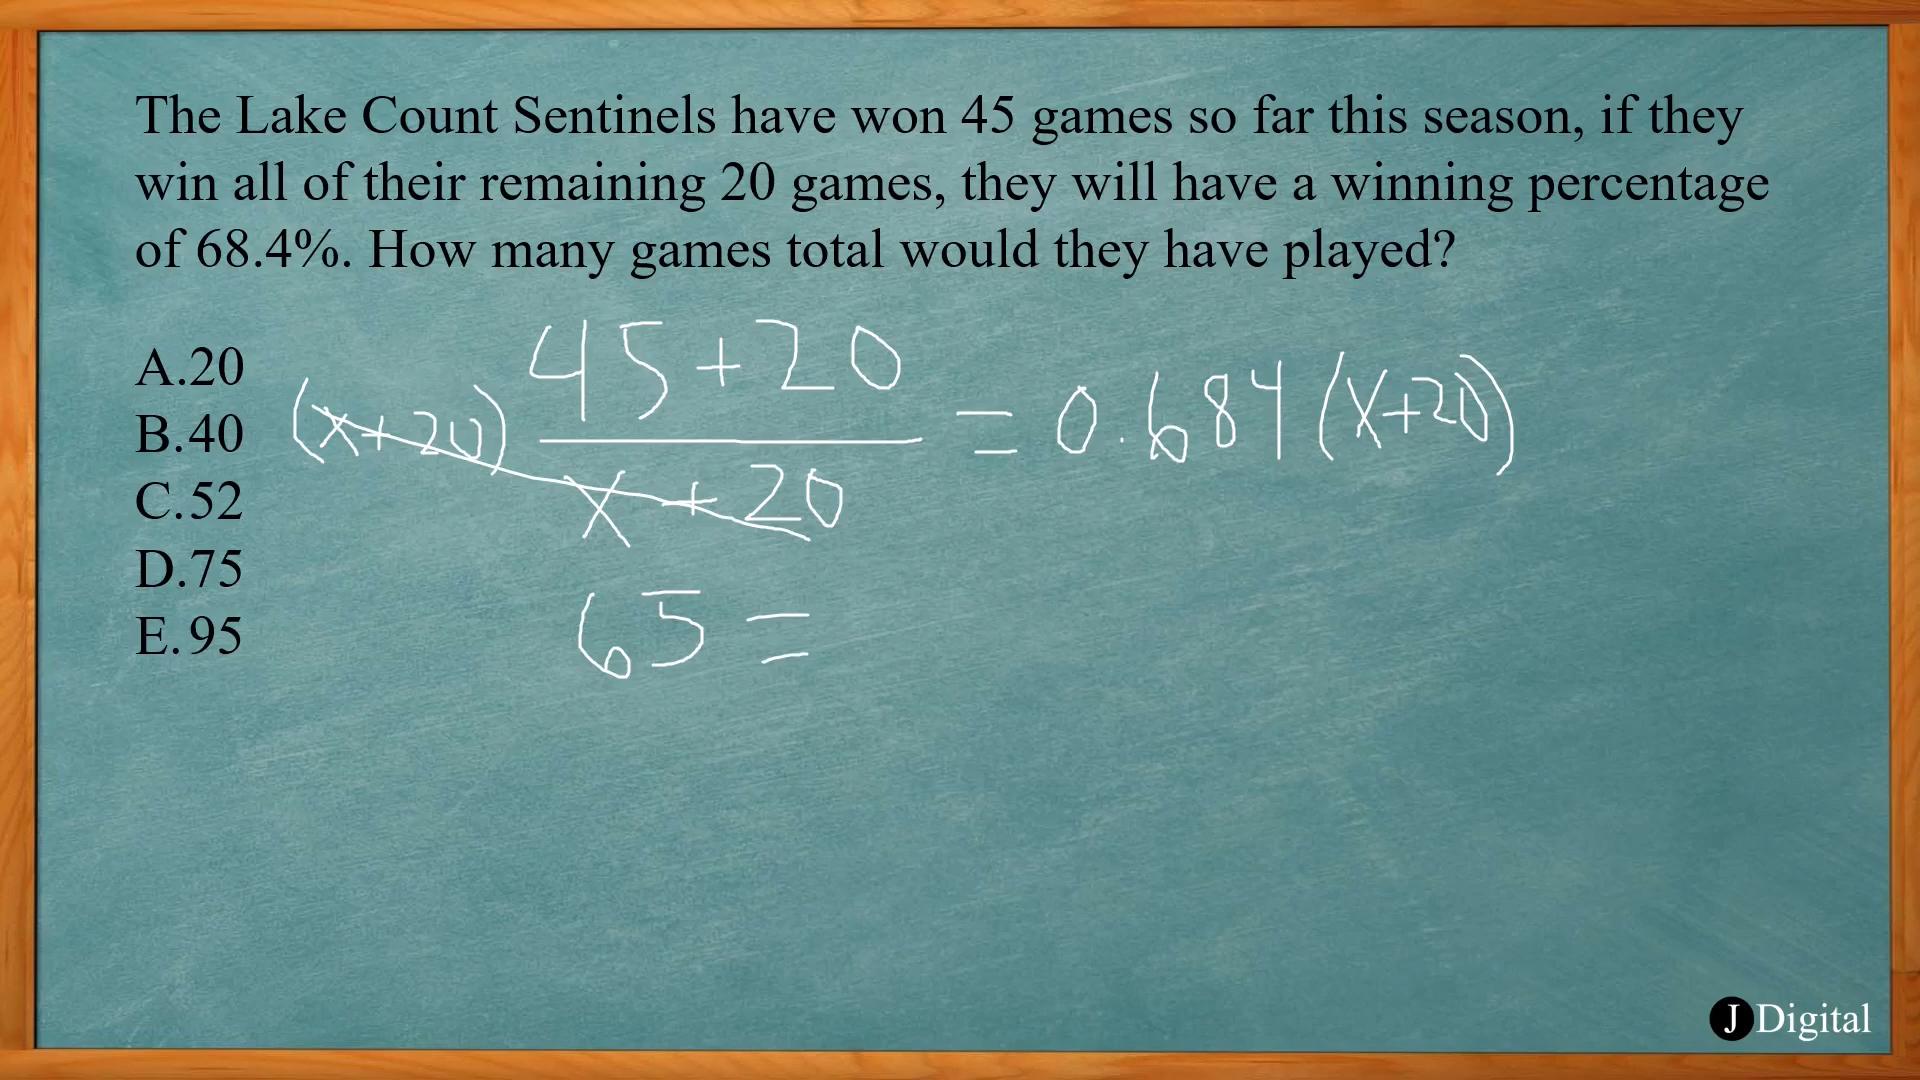 The Lake Count Sentinels have won 45 games so far this season, if they
win all of their remaining 20 games, they will have a winning percentage
of 68.4%. How many games total would they have played?
A.20
B.40
C.52
D.75
E.95
45+20
(x+20)
= 0.684(x+20)
x + 20
65 =
J Digital